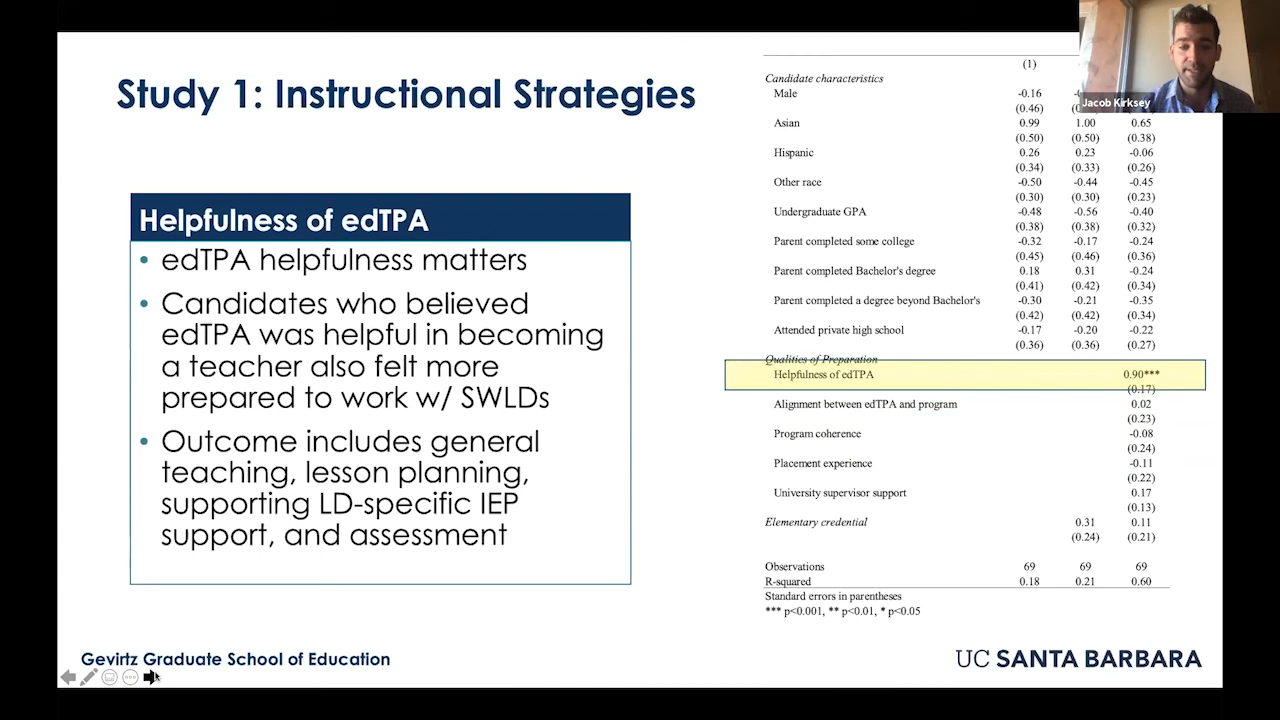 Study 1: Instructional Strategies
Helpfulness of edTPA
• edTPA helpfulness matters
• Candidates who believed
edTPA was helpful in becoming
a teacher also felt more
prepared to work w/ SWLDs
• Outcome includes general
teaching, lesson planning,
supporting LD-specific IEP
support, and assessment
(1)
Candidate characteristics
Male -0.16
(0.46)
Asian 0.99 1.00 0.65
(0.50) (0.50) (0.38)
Hispanic 0.26 0.23 -0.06
(0.34) (0.33) (0.26)
Other race -0.50 -0.44 -0.45
(0.30) (0.30) (0.23)
Undergraduate GPA -0.48 -0.56 -0.40
(0.38) (0.38) (0.32)
Parent completed some college -0.32 -0.17 -0.24
(0.45) (0.46) (0.36)
Parent completed Bachelor's degree 0.18 0.31 -0.24
(0.41) (0.42) (0.34)
Parent completed a degree beyond Bachelor's -0.30 -0.21 -0.35
(0.42) (0.42) (0.34)
Attended private high school -0.17 -0.20 -0.22
(0.36) (0.36) (0.27)
Qualities of Preparation
Helpfulness of edTPA 0.90***
(0.17)
Alignment between edTPA and program 0.02
(0.23)
Program coherence -0.08
(0.24)
Placement experience -0.11
(0.22)
University supervisor support 0.17
(0.13)
Elementary credential 0.31 0.11
(0.24) (0.21)
Observations 69 69 69
R-squared 0.18 0.21 0.60
Standard errors in parentheses
*** p<0.001, ** p<0.01, * p<0.05
Jacob Kirksey
Gevirtz Graduate School of Education
UC SANTA BARBARA